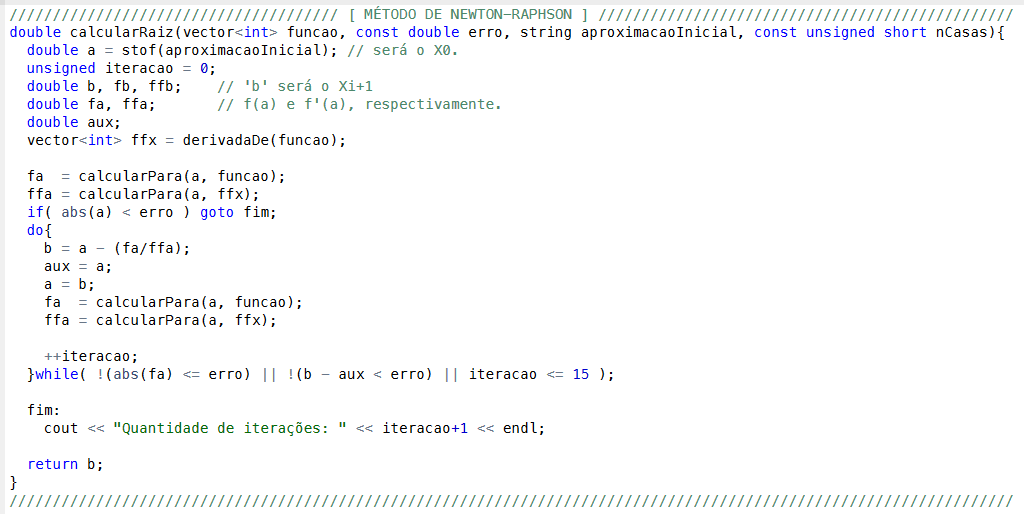 ////////////////////////////////////// [ MÉTODO DE NEWTON-RAPHSON ] ////////////////////////////////////////////////
double calcularRaiz(vector<int> funcao, const double erro, string aproximacaoInicial, const unsigned short nCasas){
  double a = stof(aproximacaoInicial); // será o X0.
  unsigned iteracao = 0;
  double b, fb, ffb;    // 'b' será o Xi+1
  double fa, ffa;       // f(a) e f'(a), respectivamente.
  double aux;
  vector<int> ffx = derivadaDe(funcao);

  fa  = calcularPara(a, funcao);
  ffa = calcularPara(a, ffx);
  if( abs(a) < erro ) goto fim;
  do{
    b = a - (fa/ffa);
    aux = a;
    a = b;
    fa  = calcularPara(a, funcao);
    ffa = calcularPara(a, ffx);

    ++iteracao;
  }while( !(abs(fa) <= erro) || !(b - aux < erro) || iteracao <= 15 );

  fim:
    cout << "Quantidade de iterações: " << iteracao+1 << endl;

  return b;
}
////////////////////////////////////////////////////////////////////////////////////////////////////////////////////